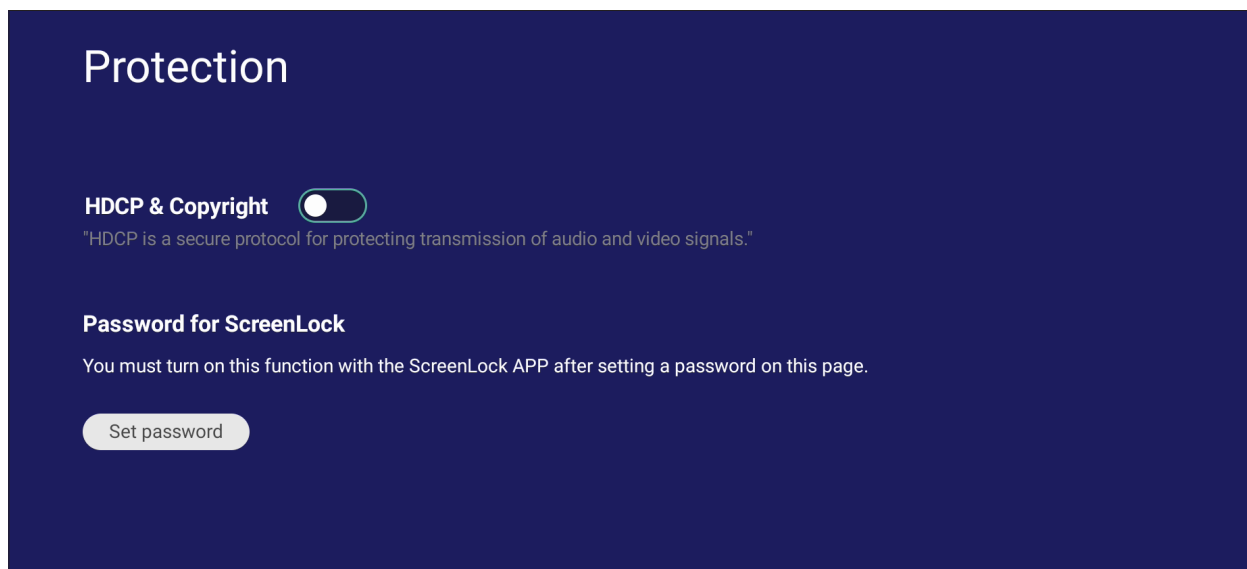 Protection
HDCP & Copyright
"HDCP is a secure protocol for protecting transmission of audio and video signals."
Password for ScreenLock
You must turn on this function with the ScreenLock APP after setting a password on this page.
Set password